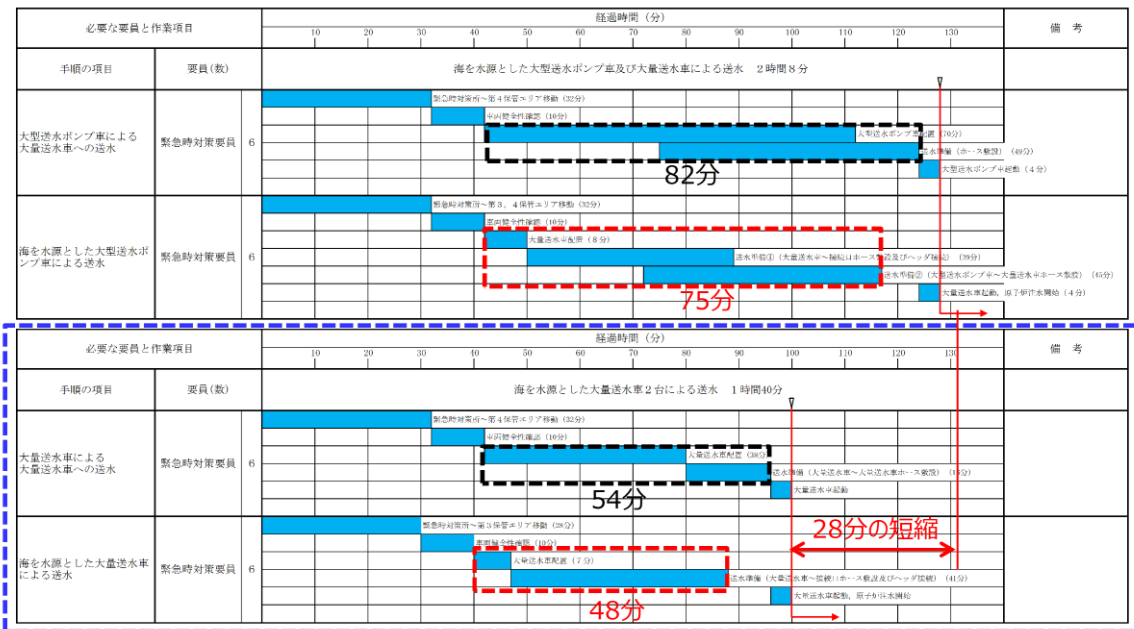 必要な要員と作業項目
経過時間（分）
備　考
10 20 30 40 50 60 70 80 90 100 110 120 130
手順の項目
要員(数)
海を水源とした大型送水ポンプ車及び大量送水車による送水　２時間８分
大型送水ポンプ車による
大量送水車への送水
緊急時対策要員
6
緊急時対策所～第４保管エリア移動（32分）
車両健全性確認（10分）
大型送水ポンプ車配置（70分）
送水準備（ホース敷設）（49分）
大型送水ポンプ車起動（４分）
82分
海を水源とした大型送水ポ
ンプ車による送水
緊急時対策要員
6
緊急時対策所～第３，４保管エリア移動（32分）
車両健全性確認（10分）
大量送水車配置（８分）
送水準備①（大量送水車～接続口ホース敷設及びヘッダ接続）（39分）
送水準備②（大型送水ポンプ車～大量送水車ホース敷設）（45分）
大量送水車起動，原子炉注水開始（４分）
75分
必要な要員と作業項目
経過時間（分）
備　考
10 20 30 40 50 60 70 80 90 100 110 120 130
手順の項目
要員(数)
海を水源とした大量送水車２台による送水　１時間40分
大量送水車による
大量送水車への送水
緊急時対策要員
6
緊急時対策所～第４保管エリア移動（32分）
車両健全性確認（10分）
大量送水車配置（38分）
送水準備（大量送水車～大量送水車ホース敷設）
大量送水車起動
54分
28分の短縮
海を水源とした大量送水車
による送水
緊急時対策要員
6
緊急時対策所～第３保管エリア移動（28分）
車両健全性確認（10分）
大量送水車配置（７分）
送水準備（大量送水車～接続口ホース敷設及びヘッダ接続）（41分）
大量送水車起動，原子炉注水開始
48分